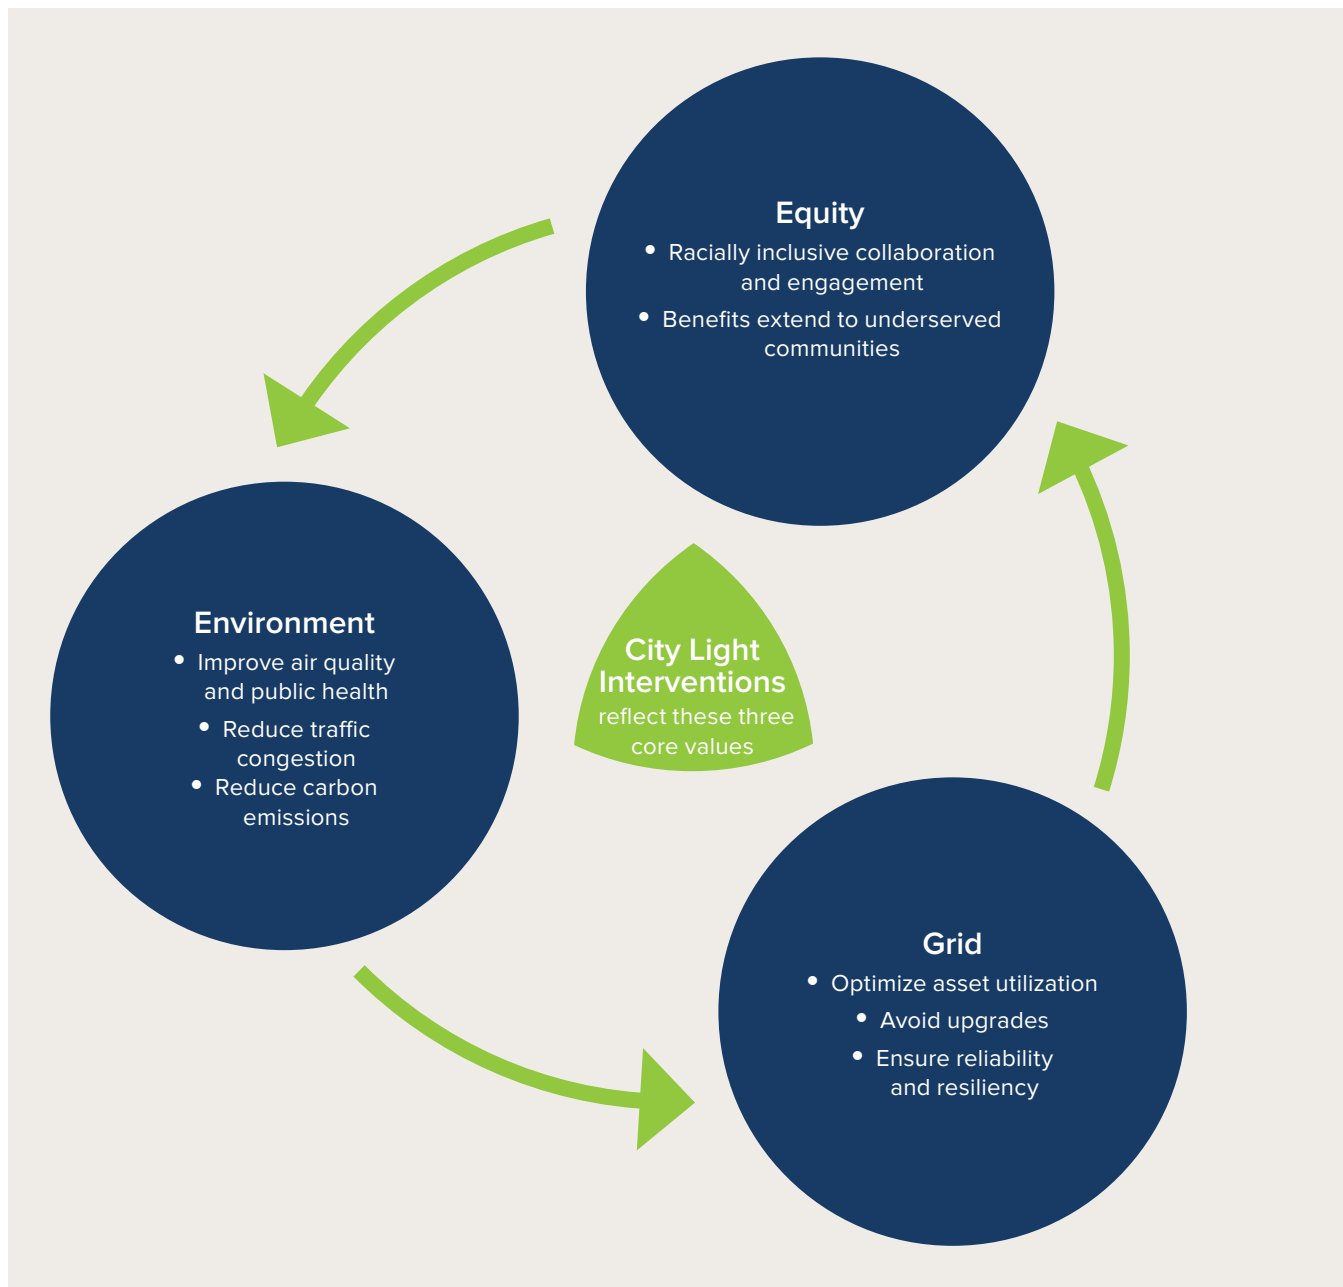 Equity
• Racially inclusive collaboration
and engagement
• Benefits extend to underserved
communities
Environment
• Improve air quality
and public health
• Reduce traffic
congestion
• Reduce carbon
emissions
City Light
Interventions
reflect these three
core values
Grid
• Optimize asset utilization
• Avoid upgrades
• Ensure reliability
and resiliency